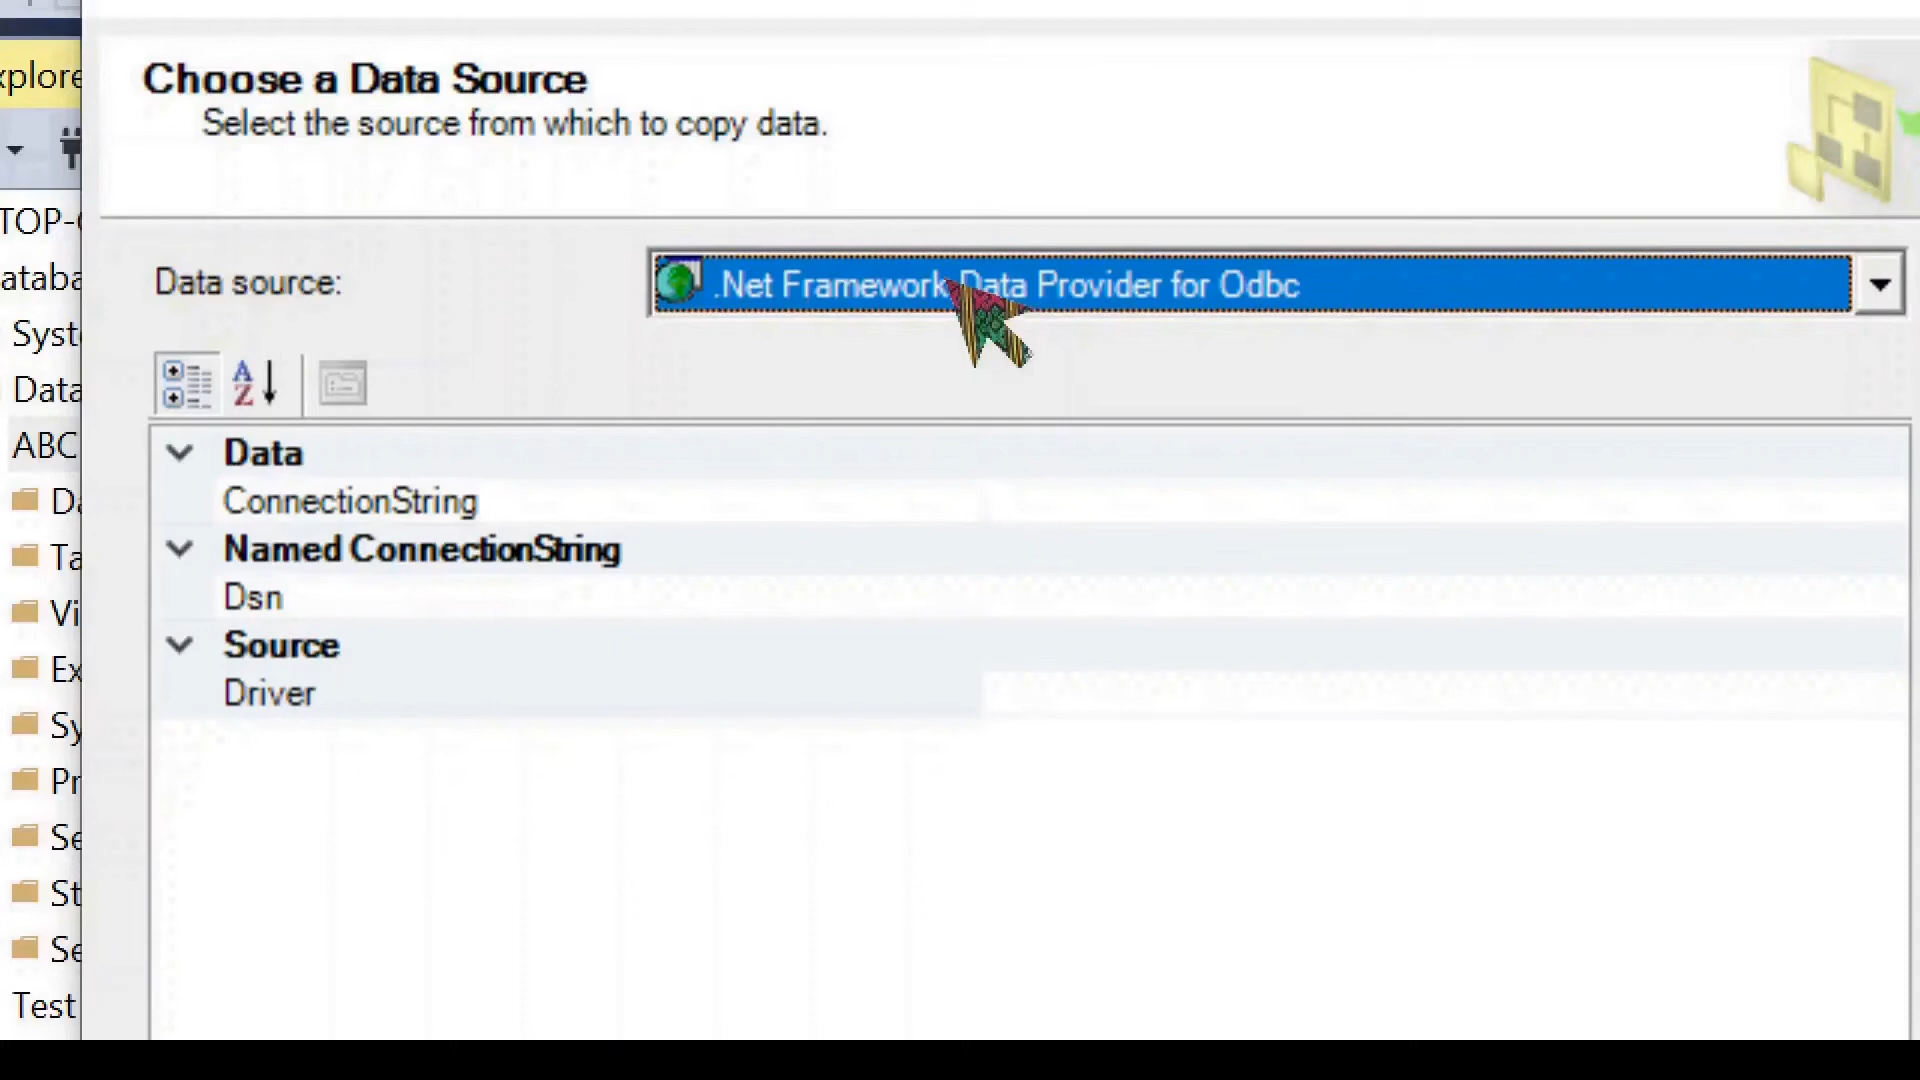 Choose a Data Source
Select the source from which to copy data.
Data source:
.Net Framework Data Provider for Odbc
Data
ConnectionString
Named ConnectionString
Dsn
Source
Driver
xplore
TOP-
ataba
Syst
Data
ABC
Da
Ta
Vi
Ex
Sy
Pr
Se
St
Se
Test